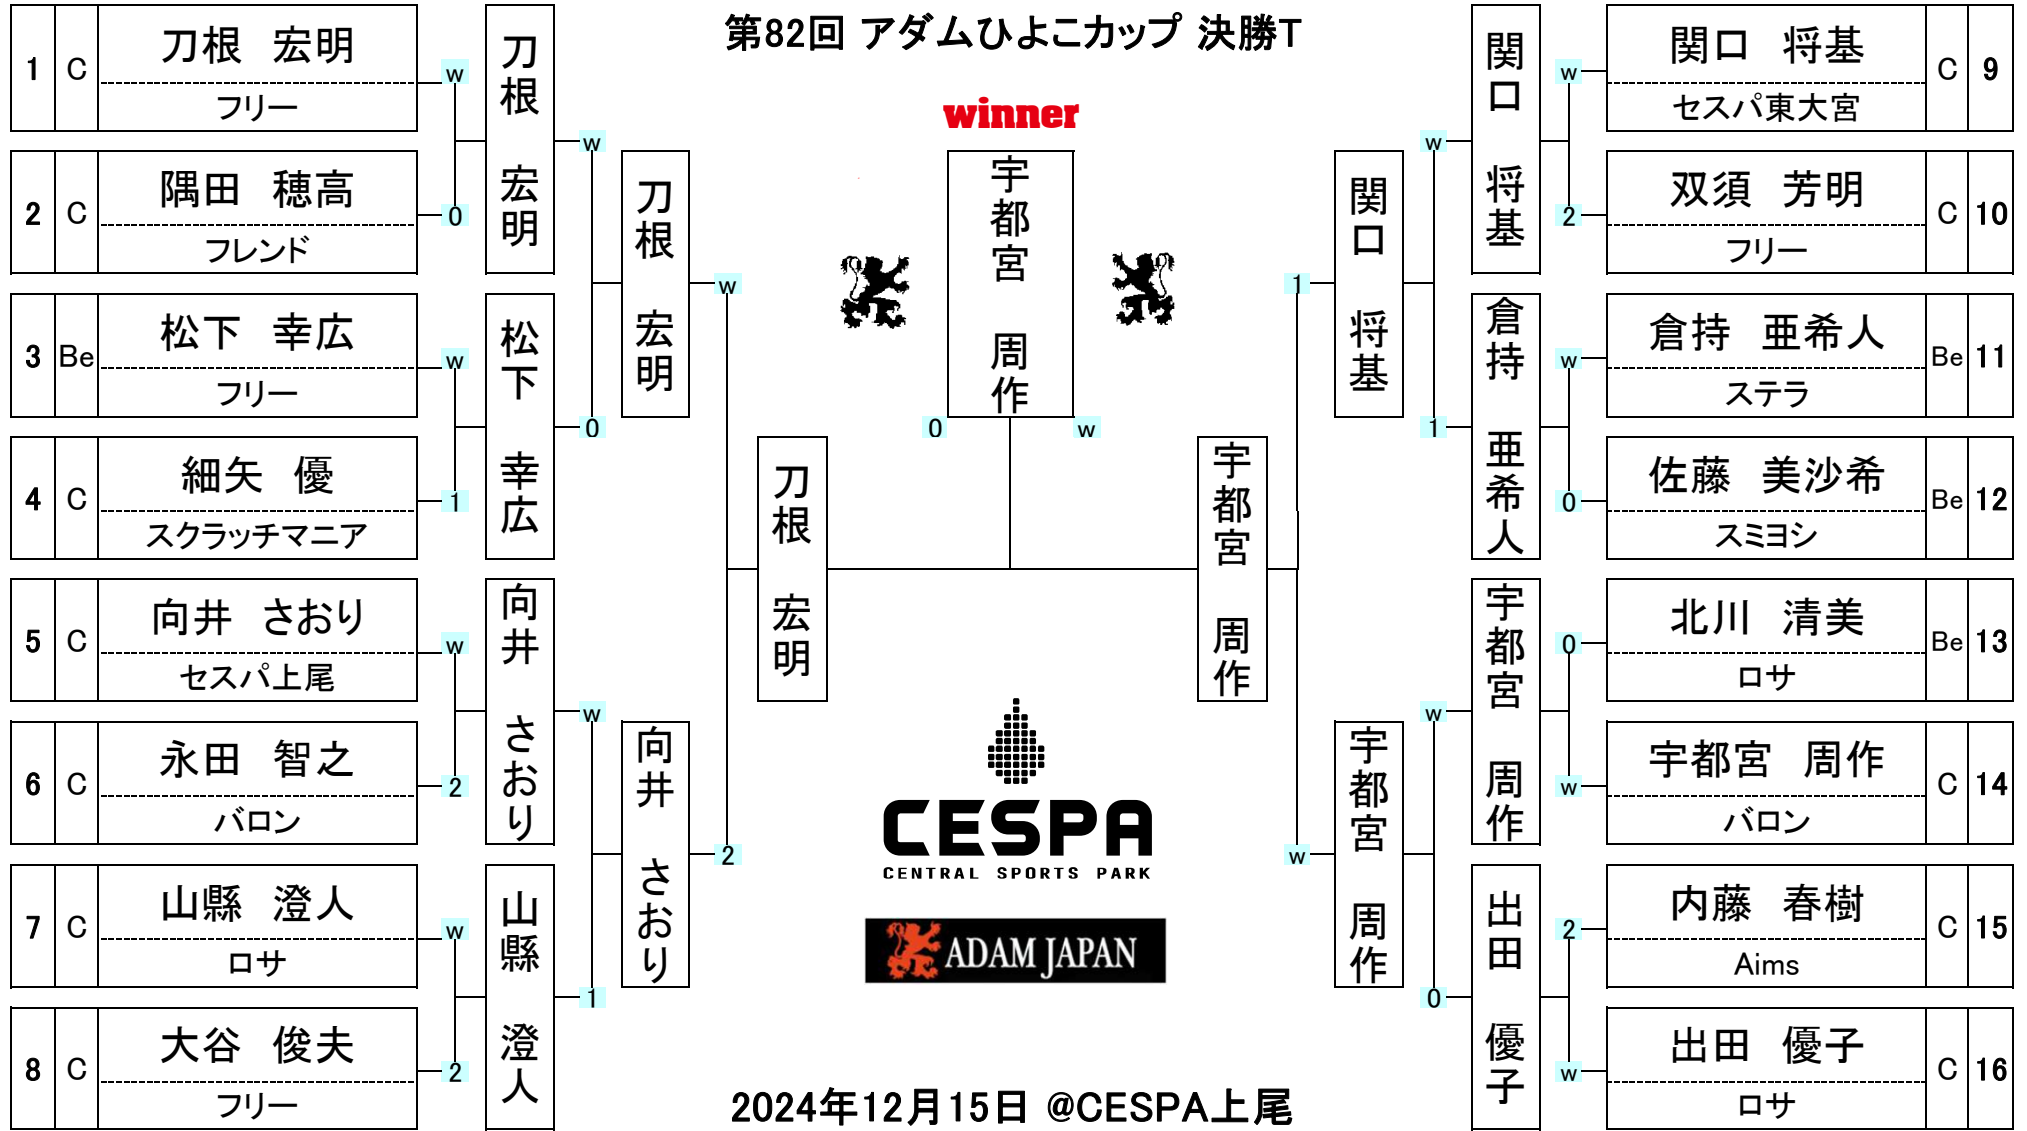 第82回 アダムひよこカップ 決勝T
winner
1 C 刀根 宏明
フリー
w
2 C 隅田 穂高
フレンド
0
3 Be 松下 幸広
フリー
w
4 C 細矢 優
スクラッチマニア
1
5 C 向井 さおり
セスパ上尾
w
6 C 永田 智之
バロン
2
7 C 山縣 澄人
ロサ
w
8 C 大谷 俊夫
フリー
2
刀根 宏明
w
松下 幸広
0
向井 さおり
w
山縣 澄人
1
刀根 宏明
w
向井 さおり
2
刀根 宏明
0
宇都宮 周作
w
宇都宮 周作
関口 将基
1
宇都宮 周作
w
関口 将基
w
倉持 亜希人
1
宇都宮 周作
w
出田 優子
0
w
関口 将基 C 9
セスパ東大宮
2
双須 芳明 C 10
フリー
w
倉持 亜希人 Be 11
ステラ
0
佐藤 美沙希 Be 12
スミヨシ
0
北川 清美 Be 13
ロサ
w
宇都宮 周作 C 14
バロン
2
内藤 春樹 C 15
Aims
w
出田 優子 C 16
ロサ
CESPA
CENTRAL SPORTS PARK
ADAM JAPAN
2024年12月15日 @CESPA上尾